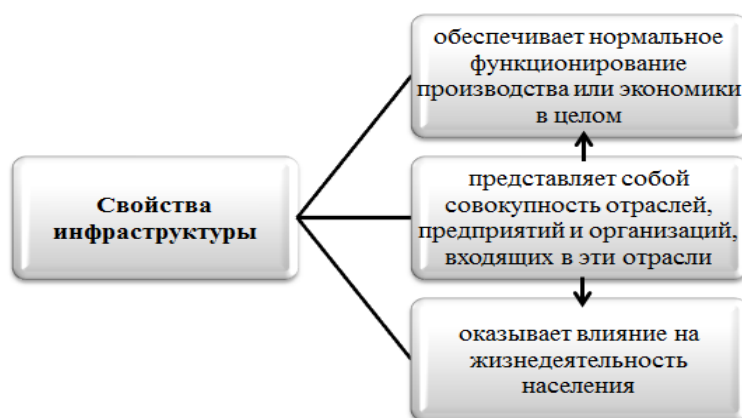 обеспечивает нормальное
функционирование
производства или экономики
в целом
Свойства
инфраструктуры
представляет собой
совокупность отраслей,
предприятий и организаций,
входящих в эти отрасли
оказывает влияние на
жизнедеятельность
населения